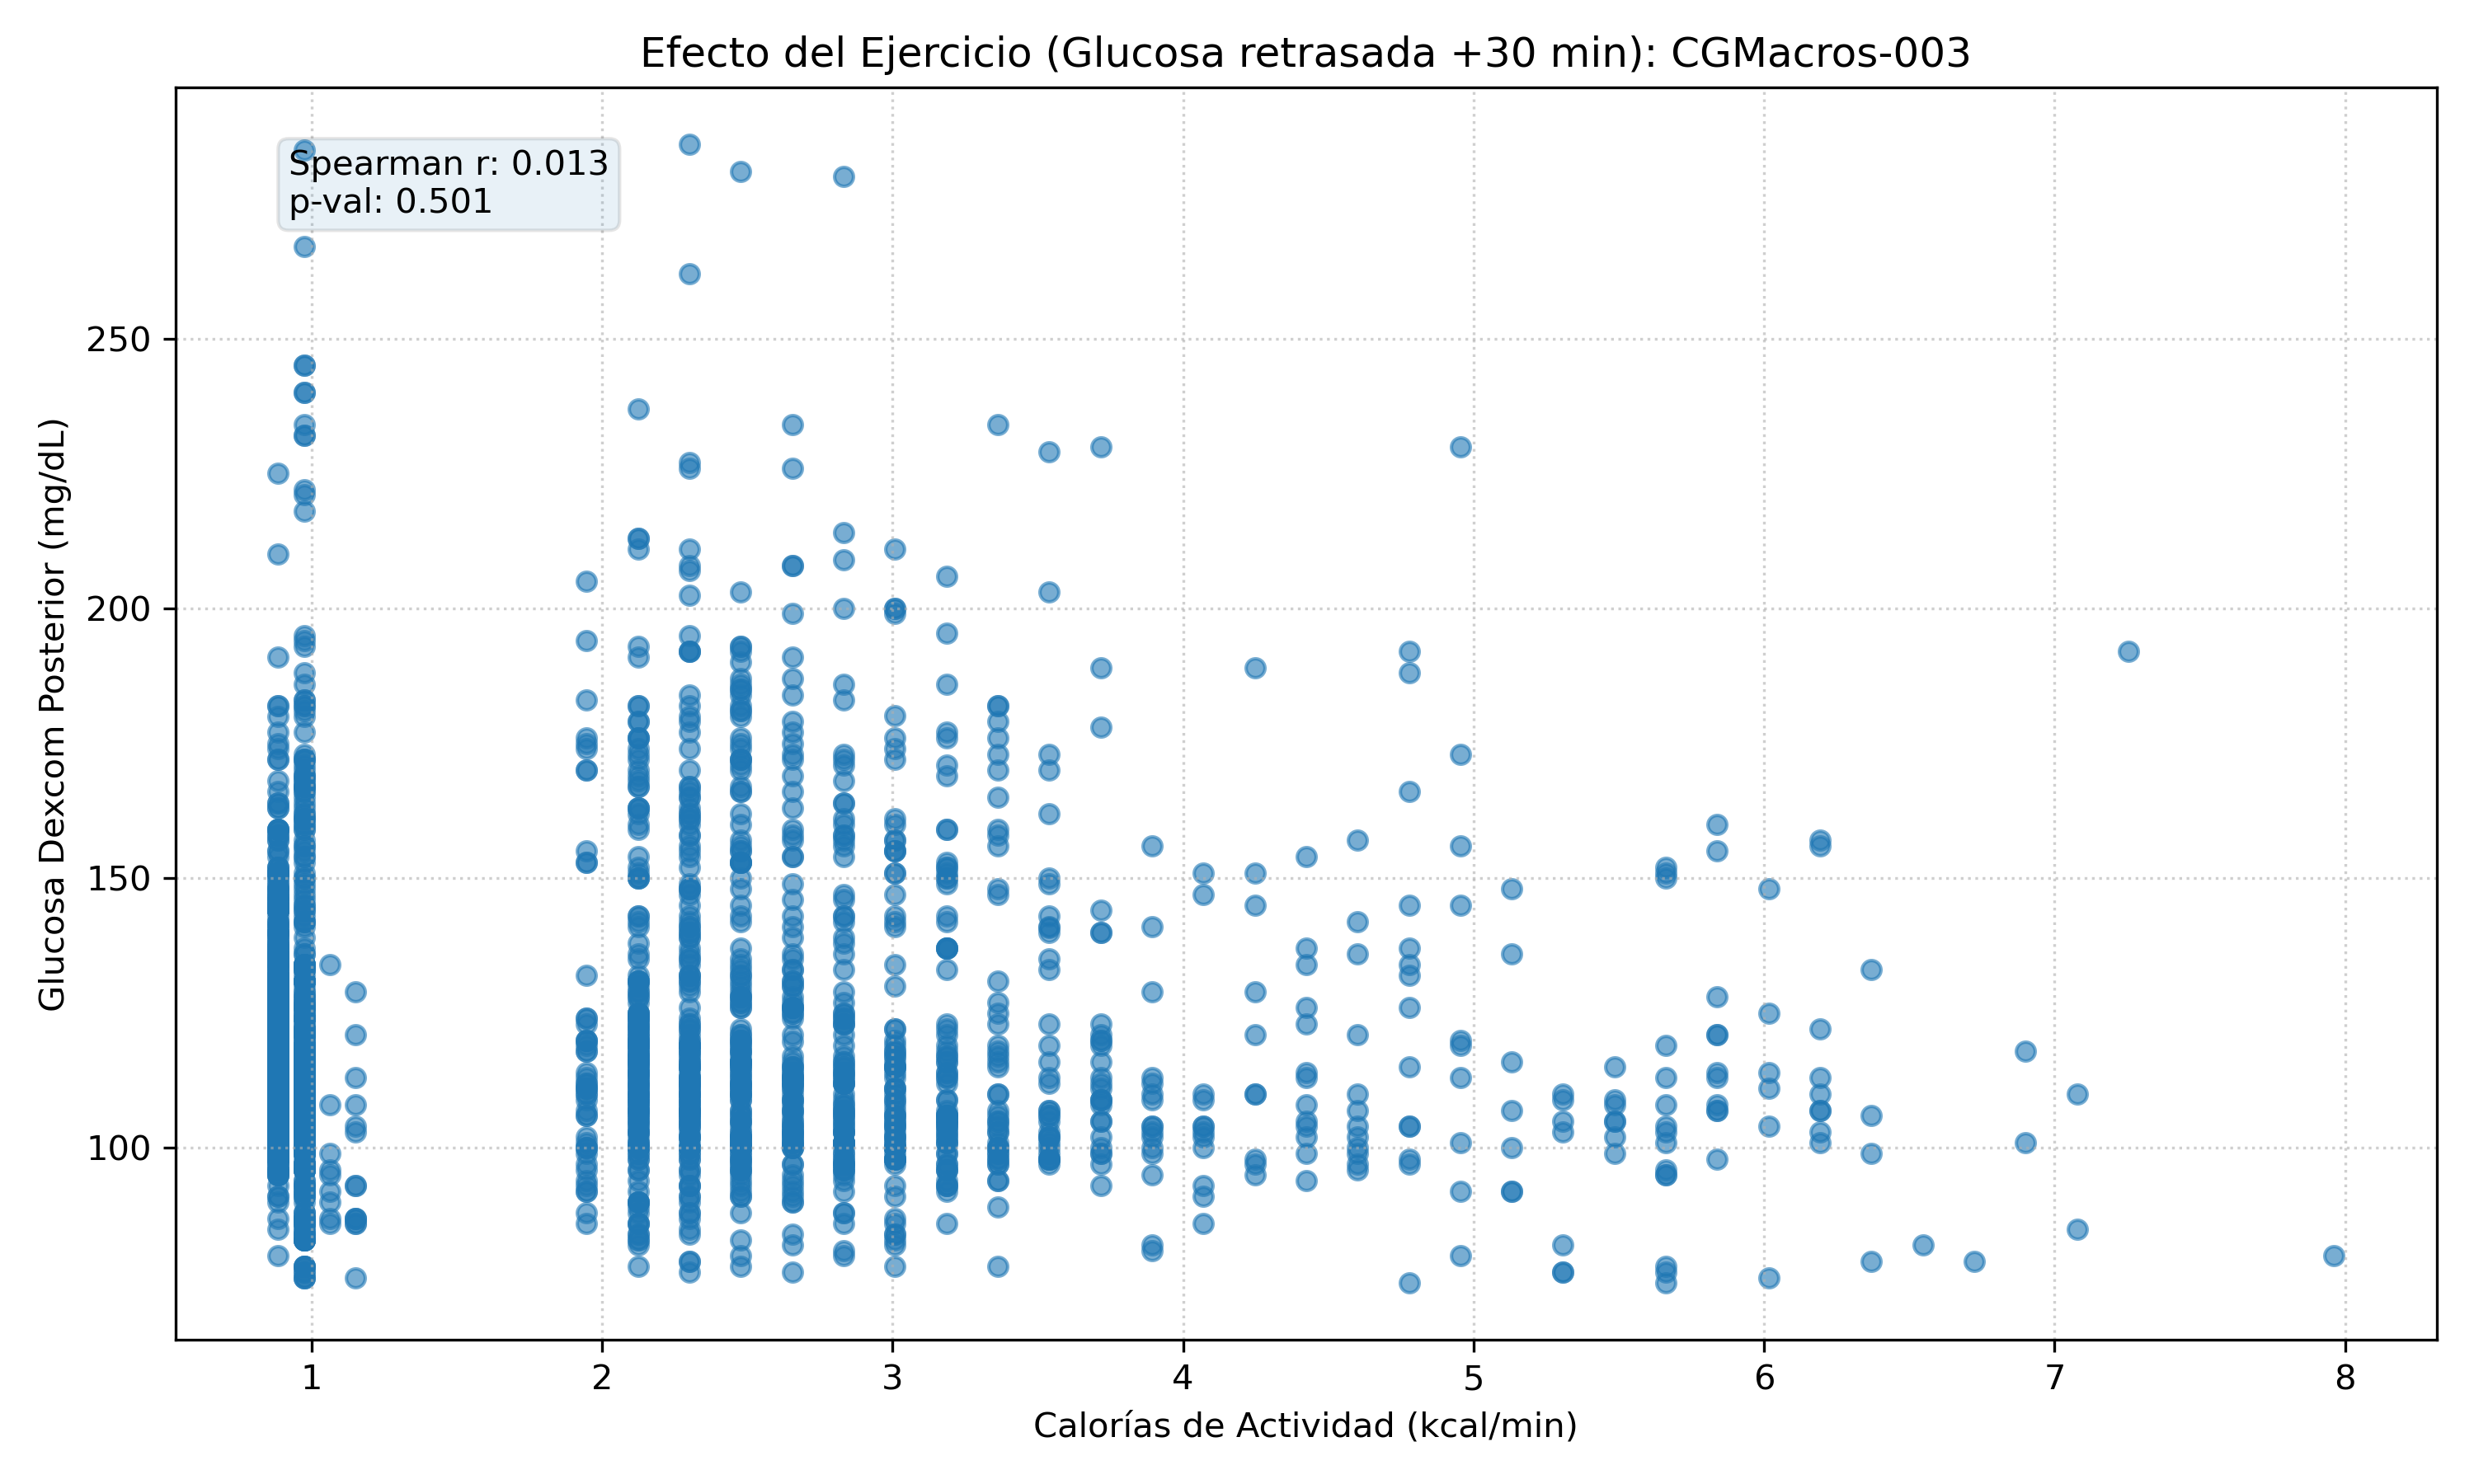 Efecto del Ejercicio (Glucosa retrasada +30 min): CGMacros-003
Spearman r: 0.013
p-val: 0.501
Glucosa Dexcom Posterior (mg/dL)
250
200
150
100
1 2 3 4 5 6 7 8
Calorías de Actividad (kcal/min)